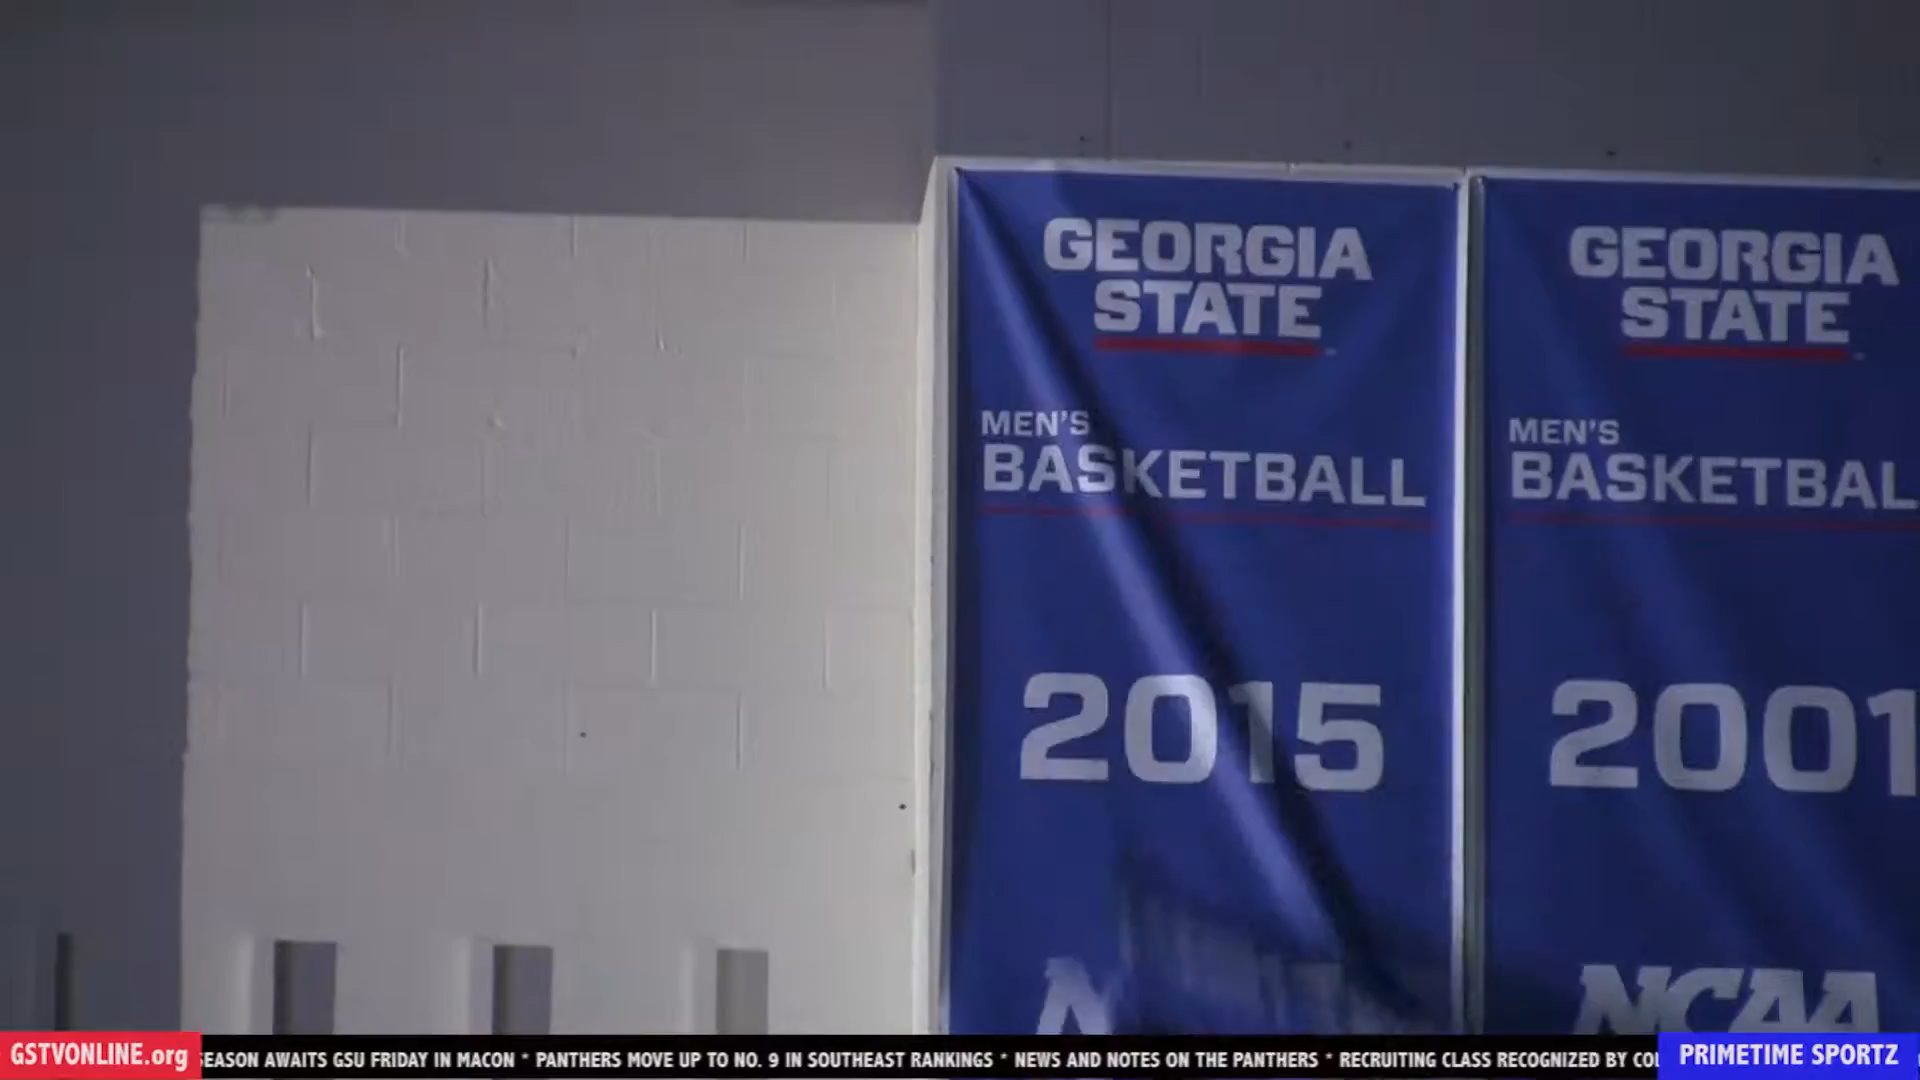 GEORGIA
STATE
MEN'S
BASKETBALL
2015
GEORGIA
STATE
MEN'S
BASKETBAL
2001
NCAA
GSTVONLINE.org
SEASON AWAITS GSU FRIDAY IN MACON * PANTHERS MOVE UP TO NO. 9 IN SOUTHEAST RANKINGS * NEWS AND NOTES ON THE PANTHERS * RECRUITING CLASS RECOGNIZED BY COL
PRIMETIME SPORTZ